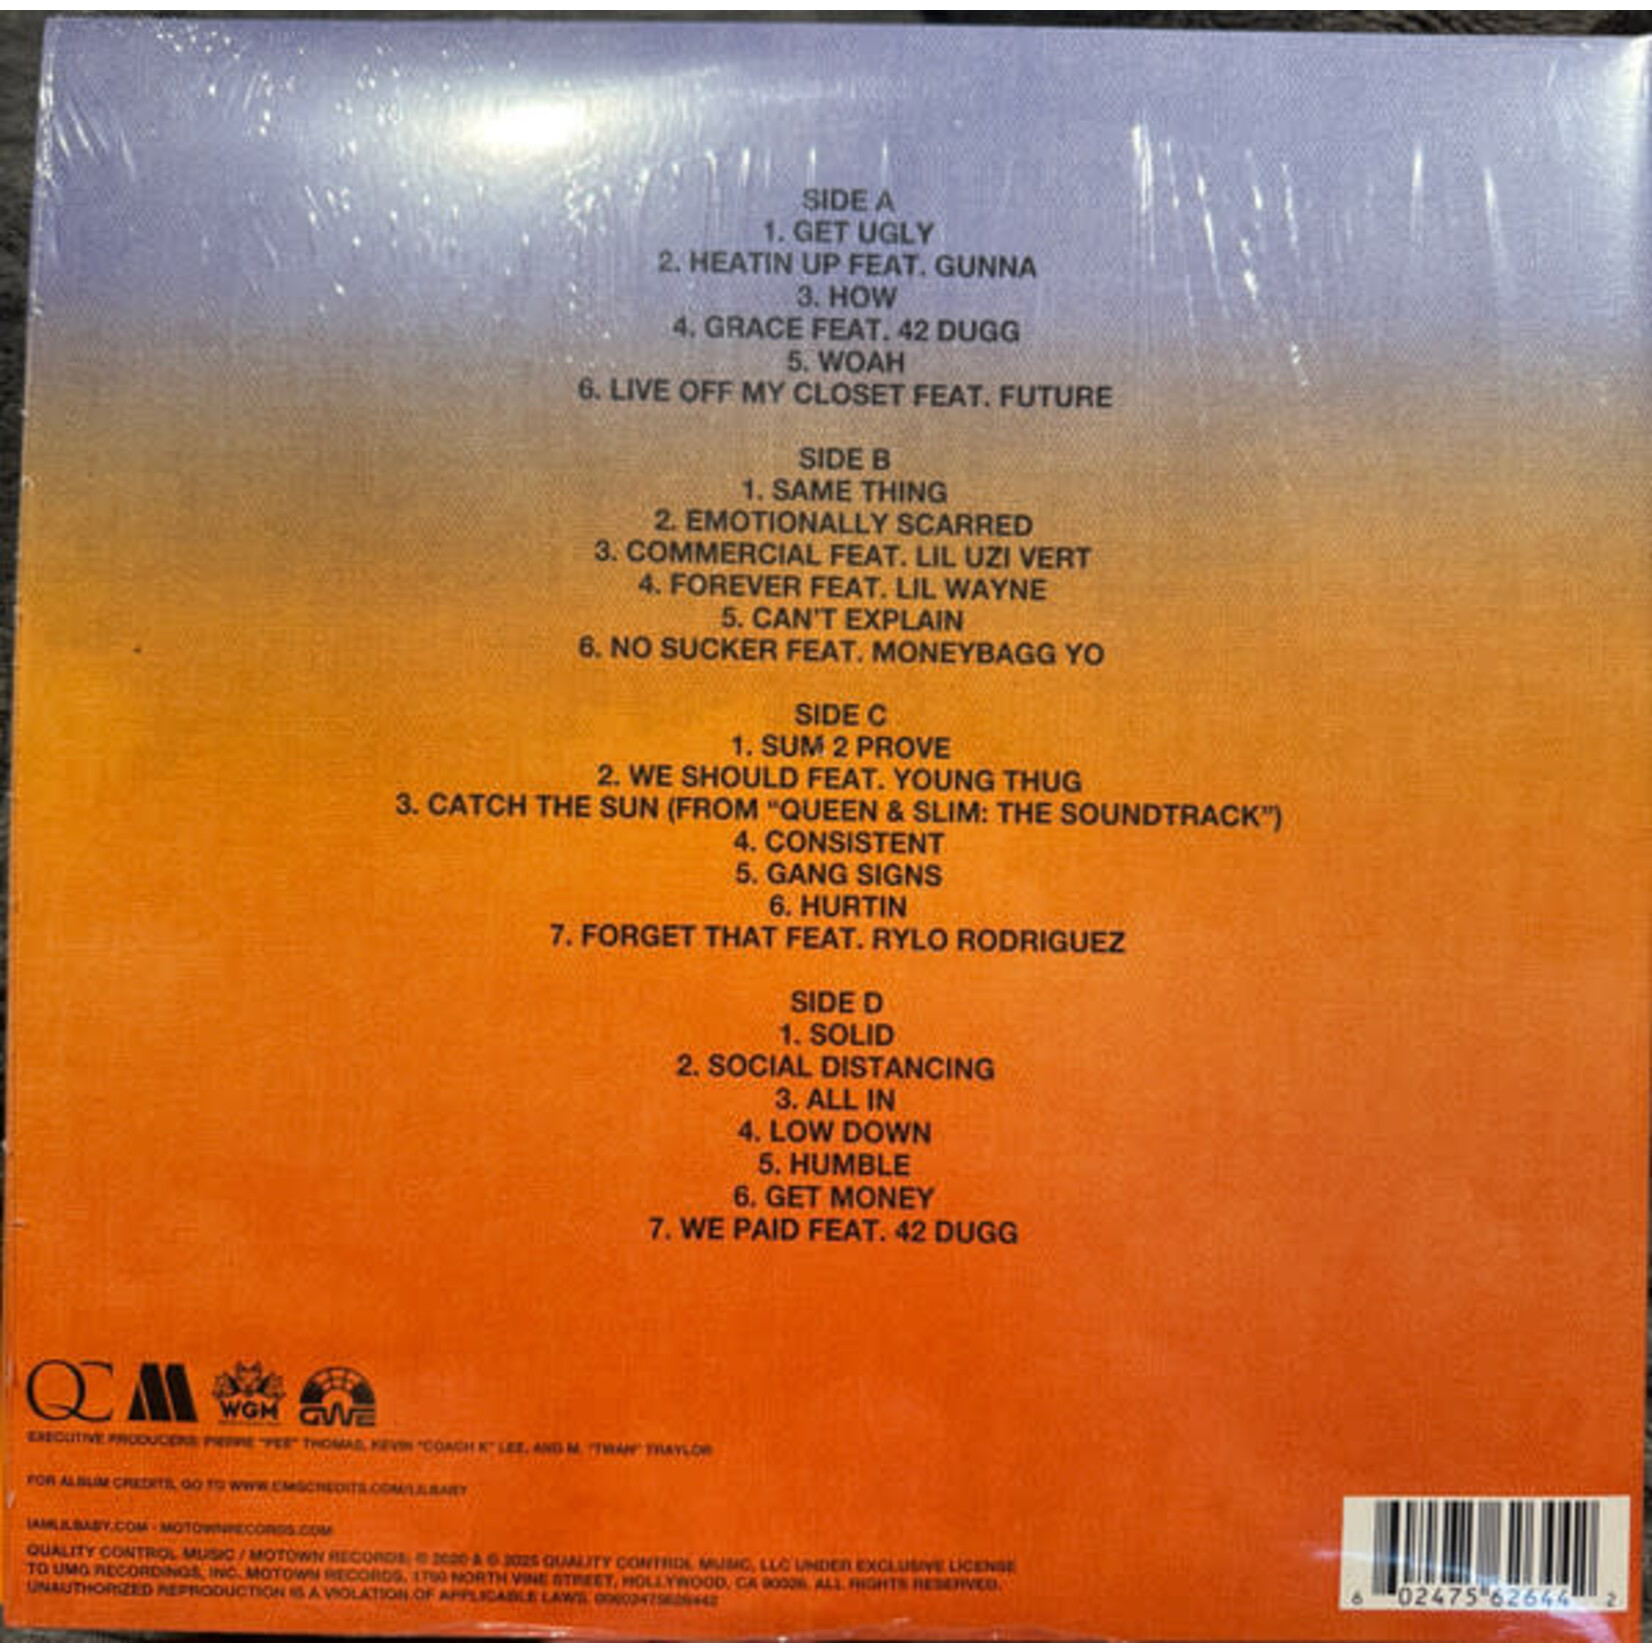 SIDE A
1. GET UGLY
2. HEATIN UP FEAT. GUNNA
3. HOW
4. GRACE FEAT. 42 DUGG
5. WOAH
6. LIVE OFF MY CLOSET FEAT. FUTURE
SIDE B
1. SAME THING
2. EMOTIONALLY SCARRED
3. COMMERCIAL FEAT. LIL UZI VERT
4. FOREVER FEAT. LIL WAYNE
5. CAN'T EXPLAIN
6. NO SUCKER FEAT. MONEYBAGG YO
SIDE C
1. SUM 2 PROVE
2. WE SHOULD FEAT. YOUNG THUG
3. CATCH THE SUN (FROM “QUEEN & SLIM: THE SOUNDTRACK”)
4. CONSISTENT
5. GANG SIGNS
6. HURTIN
7. FORGET THAT FEAT. RYLO RODRIGUEZ
SIDE D
1. SOLID
2. SOCIAL DISTANCING
3. ALL IN
4. LOW DOWN
5. HUMBLE
6. GET MONEY
7. WE PAID FEAT. 42 DUGG
QC M WGM GWE
EXECUTIVE PRODUCERS: PIERRE "PEE" THOMAS, KEVIN "COACH K" LEE, AND M. "TWAN" TRAYLOR
FOR ALBUM CREDITS, GO TO WWW.UMGCREDITS.COM/LILBABY
IAMLILBABY.COM - MOTOWNRECORDS.COM
QUALITY CONTROL MUSIC / MOTOWN RECORDS; ℗ 2020 & © 2025 QUALITY CONTROL MUSIC, LLC UNDER EXCLUSIVE LICENSE
TO UMG RECORDINGS, INC. MOTOWN RECORDS, 1750 NORTH VINE STREET, HOLLYWOOD, CA 90028. ALL RIGHTS RESERVED.
UNAUTHORIZED REPRODUCTION IS A VIOLATION OF APPLICABLE LAWS.
6 02475 62644 2